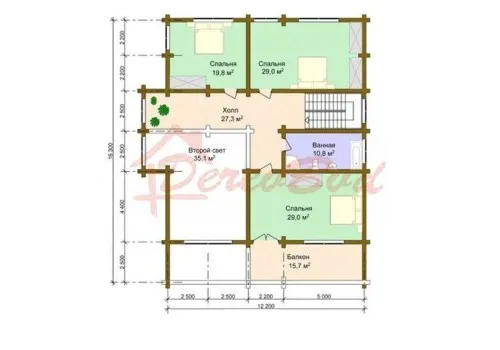 Спальня
19,8 м²
Спальня
29,0 м²
Холл
27,3 м²
Второй свет
35,1 м²
Ванная
10,8 м²
Спальня
29,0 м²
Балкон
15,7 м²
2 200
2 200
2 500
2 500
4 400
2 500
16 300
2 500
2 500
2 200
5 000
12 200